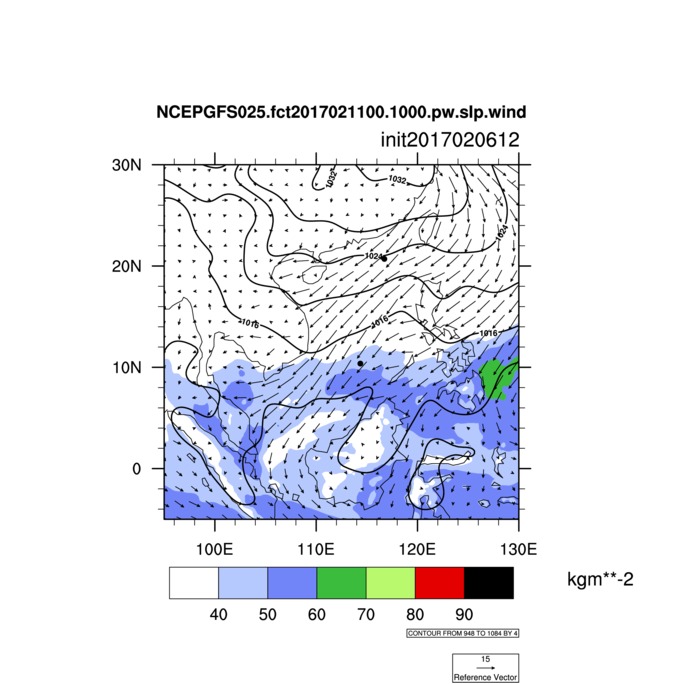 NCEPGFS025.fct2017021100.1000.pw.slp.wind
init2017020612
30N
1032
1032
1024
20N
1024
1016
1016
1016
10N
0
100E
110E
120E
130E
kgm**-2
40
50
60
70
80
90
CONTOUR FROM 948 TO 1084 BY 4
15
Reference Vector